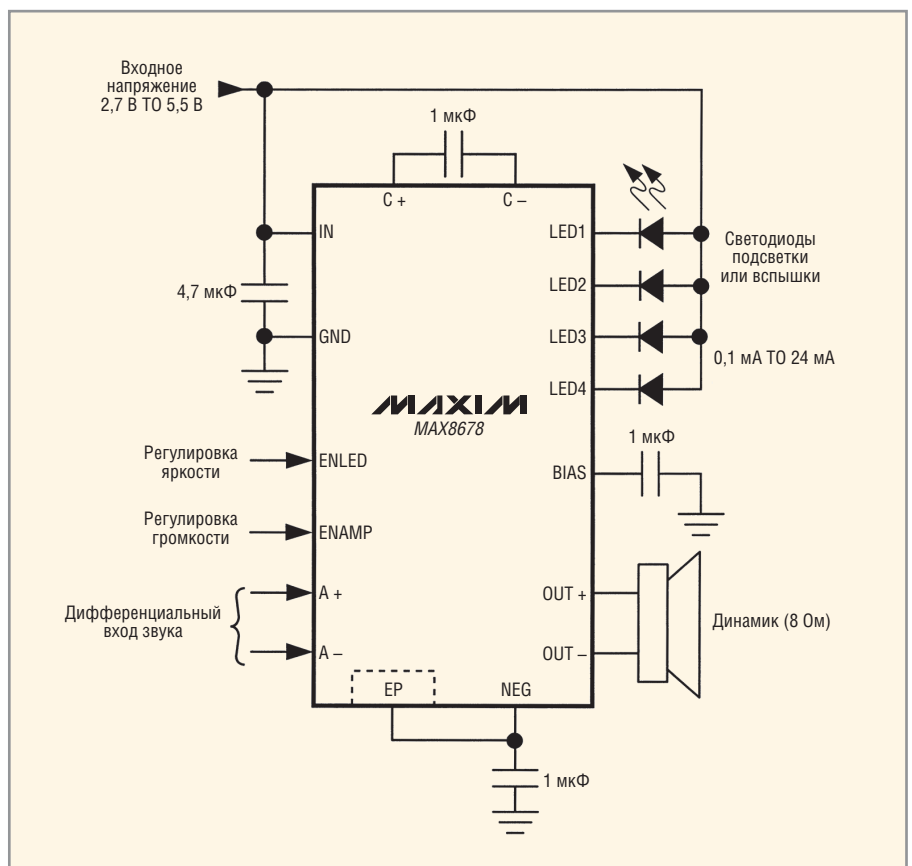 Входное
напряжение
2,7 В ТО 5,5 В
1 мкФ
C +
C –
IN
LED1
Светодиоды
подсветки
или вспышки
4,7 мкФ
LED2
GND
LED3
0,1 мА ТО 24 мА
LED4
MAXIM
MAX8678
1 мкФ
Регулировка
яркости
ENLED
BIAS
Регулировка
громкости
ENAMP
Дифференциальный
вход звука
A +
A –
OUT +
OUT –
Динамик (8 Ом)
EP
NEG
1 мкФ